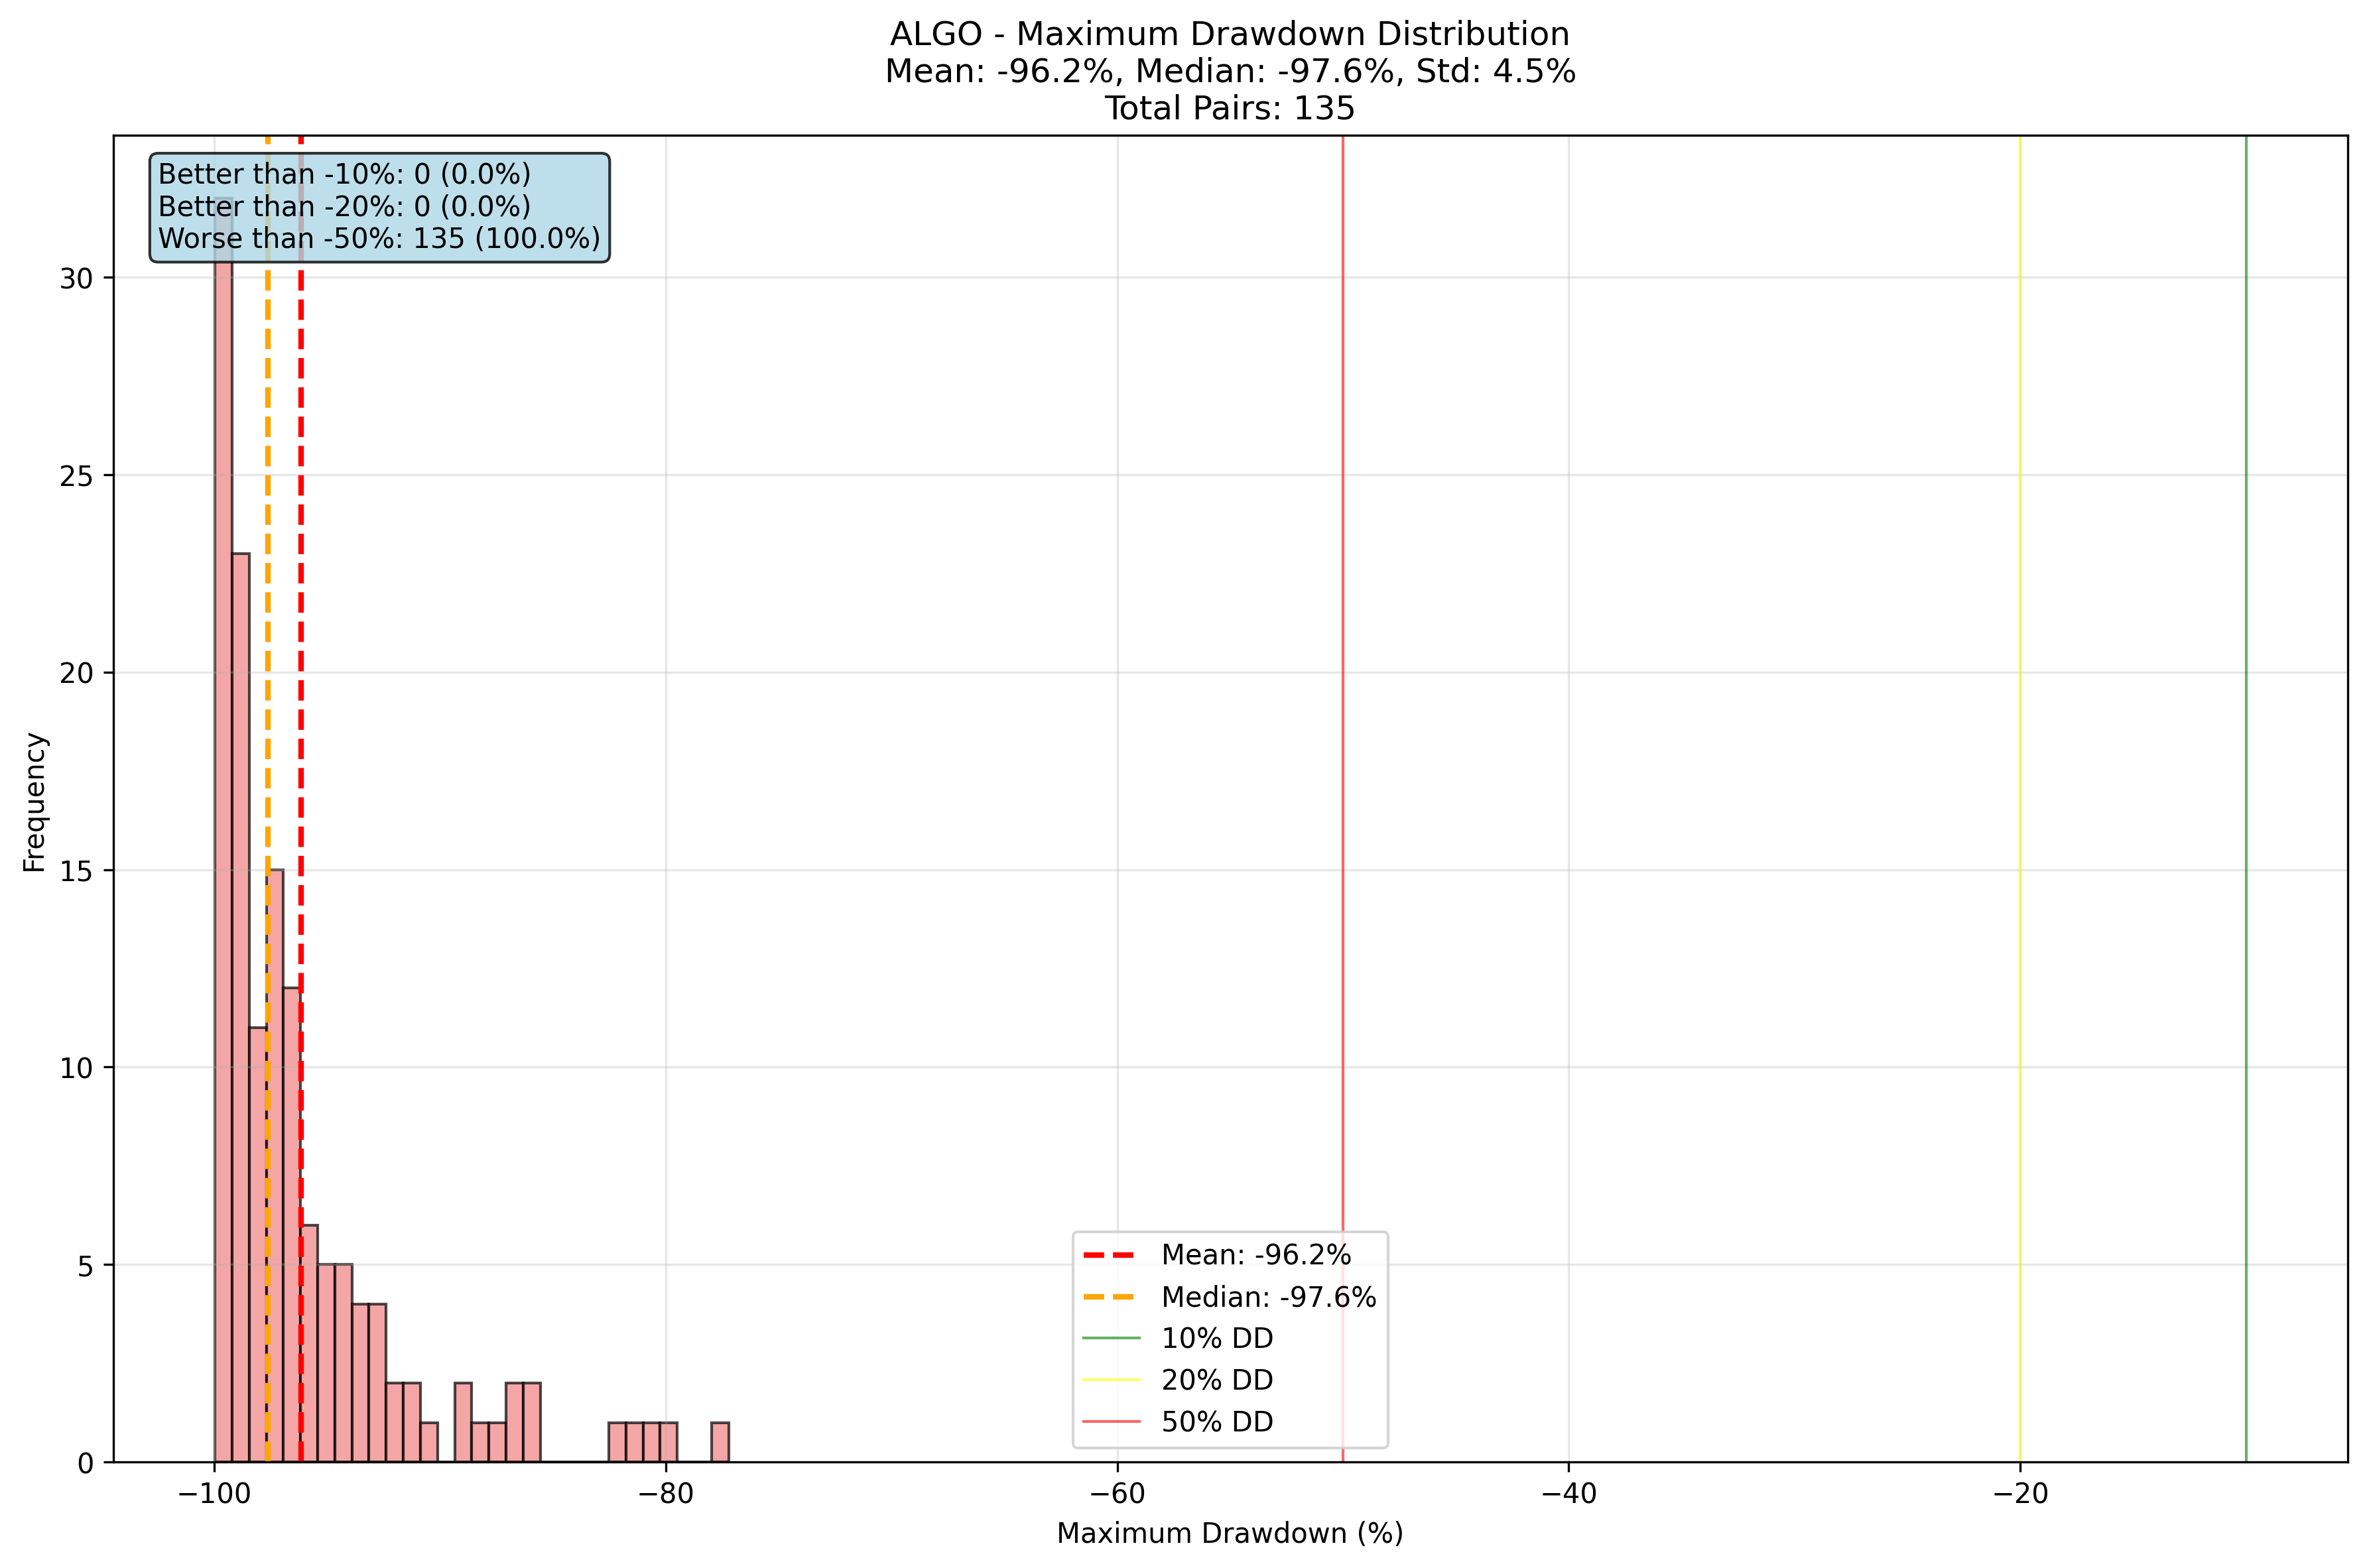 ALGO - Maximum Drawdown Distribution
Mean: -96.2%, Median: -97.6%, Std: 4.5%
Total Pairs: 135
Better than -10%: 0 (0.0%)
Better than -20%: 0 (0.0%)
Worse than -50%: 135 (100.0%)
Frequency
30
25
20
15
10
5
0
Mean: -96.2%
Median: -97.6%
10% DD
20% DD
50% DD
−100
−80
−60
−40
−20
Maximum Drawdown (%)